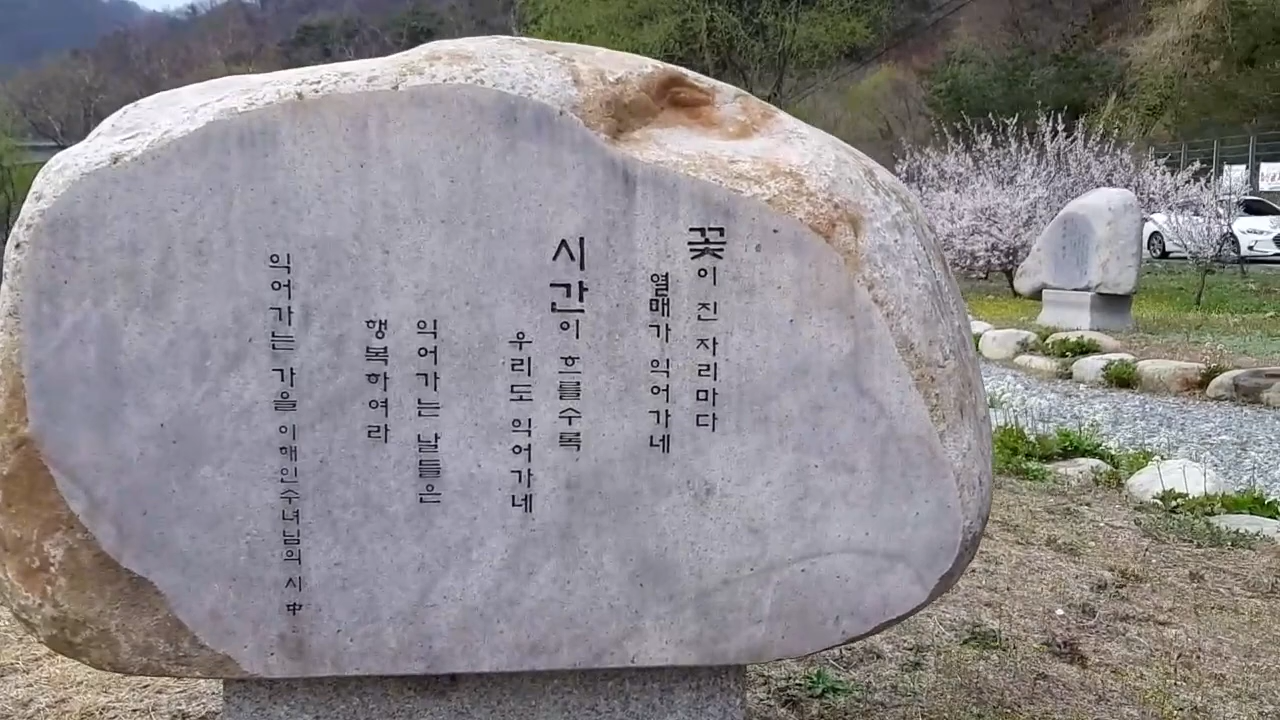 꽃이 진 자리마다
열매가 익어가네
시간이 흐를수록
우리도 익어가네
익어가는 날들은
행복하여라
익어가는 가을 이해인수녀님의 시 中